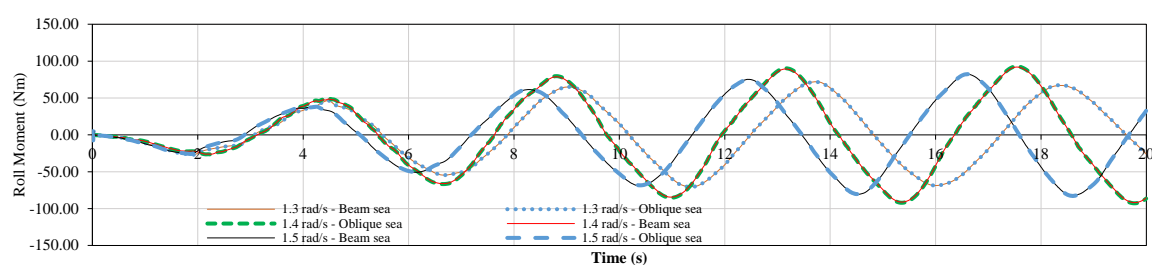 150.00
100.00
50.00
0.00
-50.00
-100.00
-150.00
Roll Moment (Nm)
0 2 4 6 8 10 12 14 16 18 20
1.3 rad/s - Beam sea 1.3 rad/s - Oblique sea
1.4 rad/s - Oblique sea 1.4 rad/s - Beam sea
1.5 rad/s - Beam sea 1.5 rad/s - Oblique sea
Time (s)